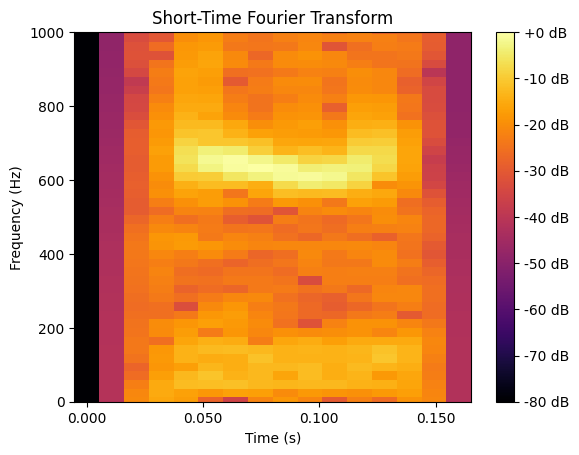 Short-Time Fourier Transform
1000
800
600
400
200
0
Frequency (Hz)
0.000
0.050
0.100
0.150
Time (s)
+0 dB
-10 dB
-20 dB
-30 dB
-40 dB
-50 dB
-60 dB
-70 dB
-80 dB